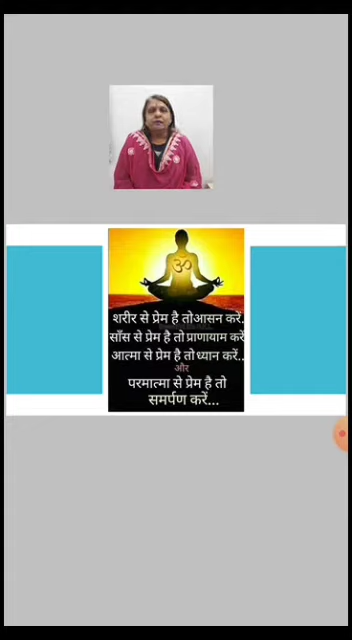 ॐ
शरीर से प्रेम है तो आसन करें.
साँस से प्रेम है तो प्राणायाम करें
आत्मा से प्रेम है तो ध्यान करें..
और
परमात्मा से प्रेम है तो
समर्पण करें...